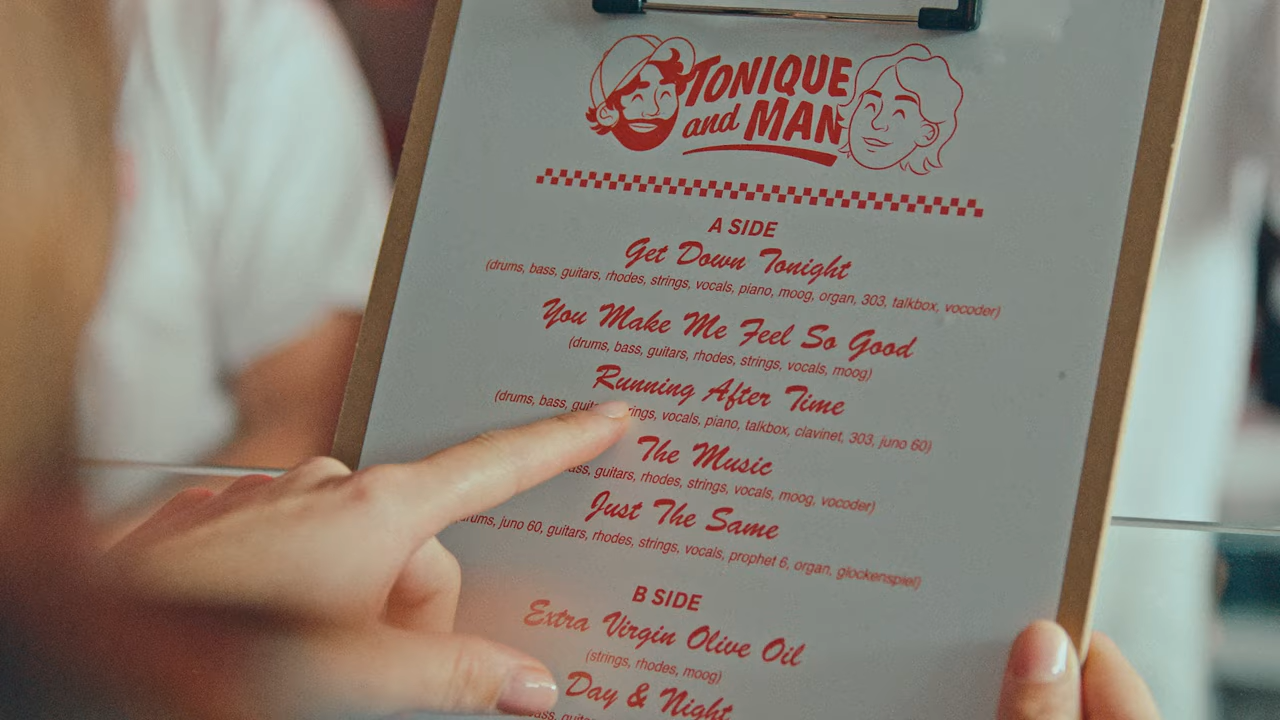 TONIQUE
and MAN
A SIDE
Get Down Tonight
(drums, bass, guitars, rhodes, strings, vocals, piano, moog, organ, 303, talkbox, vocoder)
You Make Me Feel So Good
(drums, bass, guitars, rhodes, strings, vocals, moog)
Running After Time
(drums, bass, vocals, piano, talkbox, clavinet, 303, juno 60)
The Music
guitars, rhodes, strings, vocals, moog, vocoder)
Just The Same
juno 60, guitars, rhodes, strings, vocals, prophet 6, organ, glockenspiel)
B SIDE
Extra Virgin Olive Oil
(strings, rhodes, moog)
Day & Night